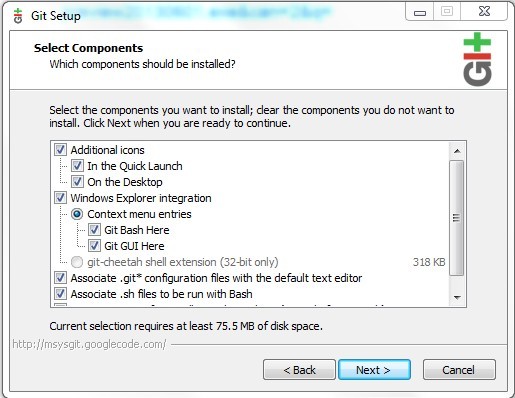 Git Setup
Select Components
Which components should be installed?
git
Select the components you want to install; clear the components you do not want to
install. Click Next when you are ready to continue.
Additional icons
In the Quick Launch
On the Desktop
Windows Explorer integration
Context menu entries
Git Bash Here
Git GUI Here
git-cheetah shell extension (32-bit only) 318 KB
Associate .git* configuration files with the default text editor
Associate .sh files to be run with Bash
Current selection requires at least 75.5 MB of disk space.
http://msysgit.googlecode.com/
< Back Next > Cancel